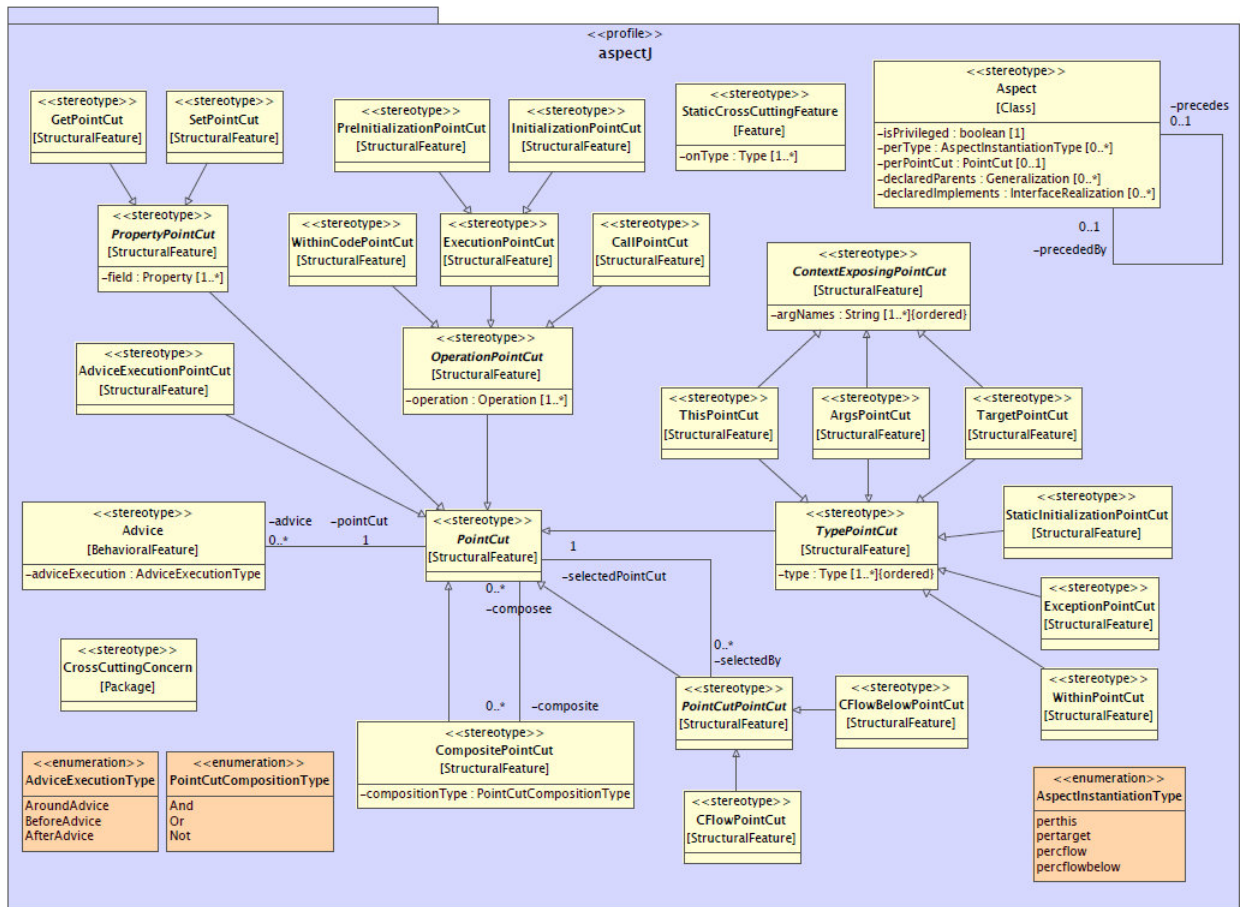 <<profile>>
aspectJ
<<stereotype>>
GetPointCut
[StructuralFeature]
<<stereotype>>
SetPointCut
[StructuralFeature]
<<stereotype>>
PreInitializationPointCut
[StructuralFeature]
<<stereotype>>
InitializationPointCut
[StructuralFeature]
<<stereotype>>
StaticCrossCuttingFeature
[Feature]
-onType : Type [1..*]
<<stereotype>>
Aspect
[Class]
-isPrivileged : boolean [1]
-perType : AspectInstantiationType [0..*]
-perPointCut : PointCut [0..1]
-declaredParents : Generalization [0..*]
-declaredImplements : InterfaceRealization [0..*]
-precedes
0..1
0..1
-precededBy
<<stereotype>>
PropertyPointCut
[StructuralFeature]
-field : Property [1..*]
<<stereotype>>
WithinCodePointCut
[StructuralFeature]
<<stereotype>>
ExecutionPointCut
[StructuralFeature]
<<stereotype>>
CallPointCut
[StructuralFeature]
<<stereotype>>
ContextExposingPointCut
[StructuralFeature]
-argNames : String [1..*]{ordered}
<<stereotype>>
AdviceExecutionPointCut
[StructuralFeature]
<<stereotype>>
OperationPointCut
[StructuralFeature]
-operation : Operation [1..*]
<<stereotype>>
ThisPointCut
[StructuralFeature]
<<stereotype>>
ArgsPointCut
[StructuralFeature]
<<stereotype>>
TargetPointCut
[StructuralFeature]
<<stereotype>>
Advice
[BehavioralFeature]
-adviceExecution : AdviceExecutionType
-advice
0..*
-pointCut
1
<<stereotype>>
PointCut
[StructuralFeature]
1
-selectedPointCut
<<stereotype>>
TypePointCut
[StructuralFeature]
-type : Type [1..*]{ordered}
<<stereotype>>
StaticInitializationPointCut
[StructuralFeature]
<<stereotype>>
ExceptionPointCut
[StructuralFeature]
0..*
-composee
<<stereotype>>
CrossCuttingConcern
[Package]
0..*
-selectedBy
<<stereotype>>
PointCutPointCut
[StructuralFeature]
<<stereotype>>
CFlowBelowPointCut
[StructuralFeature]
<<stereotype>>
WithinPointCut
[StructuralFeature]
0..*
-composite
<<stereotype>>
CompositePointCut
[StructuralFeature]
-compositionType : PointCutCompositionType
<<stereotype>>
CFlowPointCut
[StructuralFeature]
<<enumeration>>
AdviceExecutionType
AroundAdvice
BeforeAdvice
AfterAdvice
<<enumeration>>
PointCutCompositionType
And
Or
Not
<<enumeration>>
AspectInstantiationType
perthis
pertarget
percflow
percflowbelow